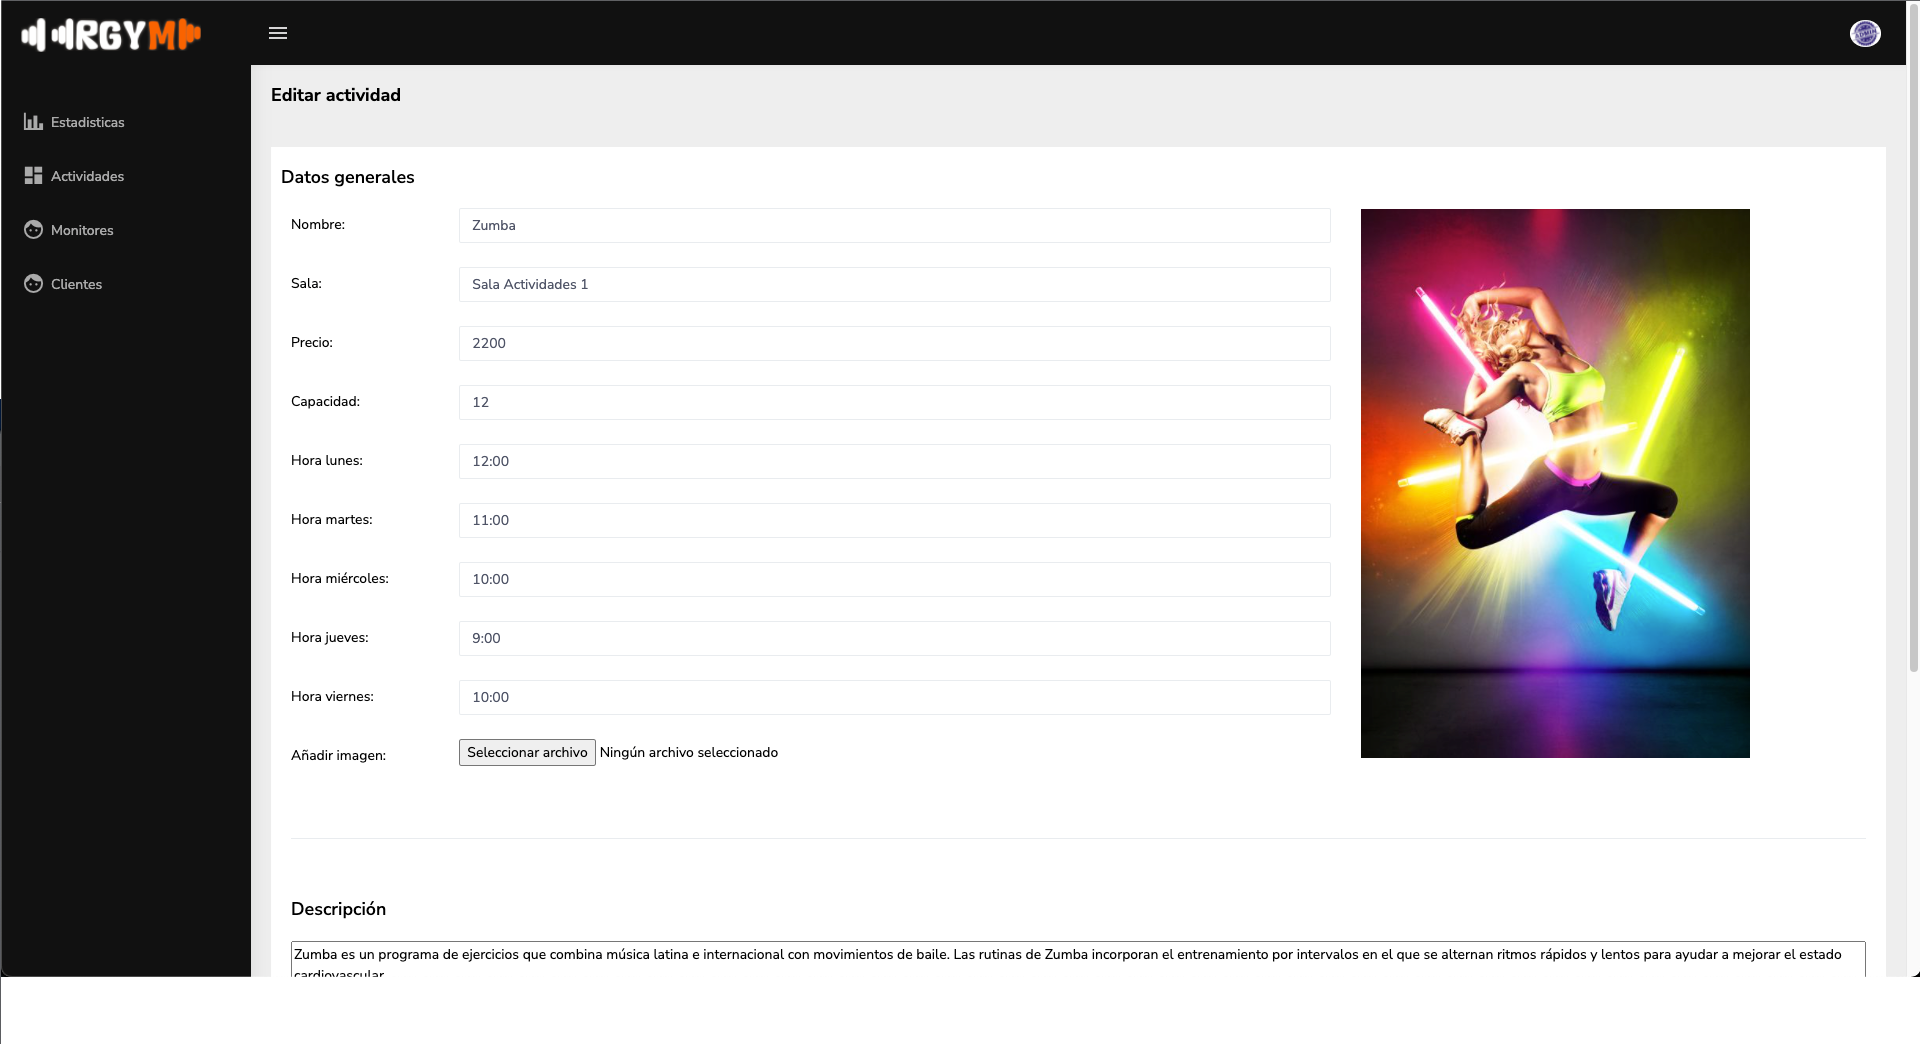 RGYM
Editar actividad
Estadisticas
Actividades
Monitores
Clientes
Datos generales
Nombre: Zumba
Sala: Sala Actividades 1
Precio: 2200
Capacidad: 12
Hora lunes: 12:00
Hora martes: 11:00
Hora miércoles: 10:00
Hora jueves: 9:00
Hora viernes: 10:00
Añadir imagen: Seleccionar archivo Ningún archivo seleccionado
Descripción
Zumba es un programa de ejercicios que combina música latina e internacional con movimientos de baile. Las rutinas de Zumba incorporan el entrenamiento por intervalos en el que se alternan ritmos rápidos y lentos para ayudar a mejorar el estado
cardiovascular